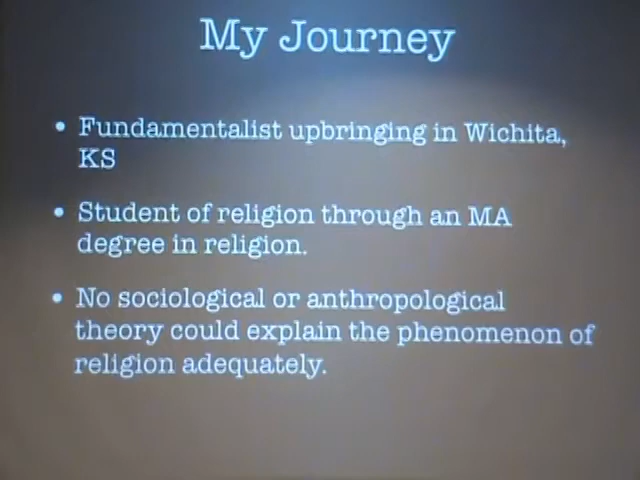 My Journey
• Fundamentalist upbringing in Wichita,
KS
• Student of religion through an MA
degree in religion.
• No sociological or anthropological
theory could explain the phenomenon of
religion adequately.